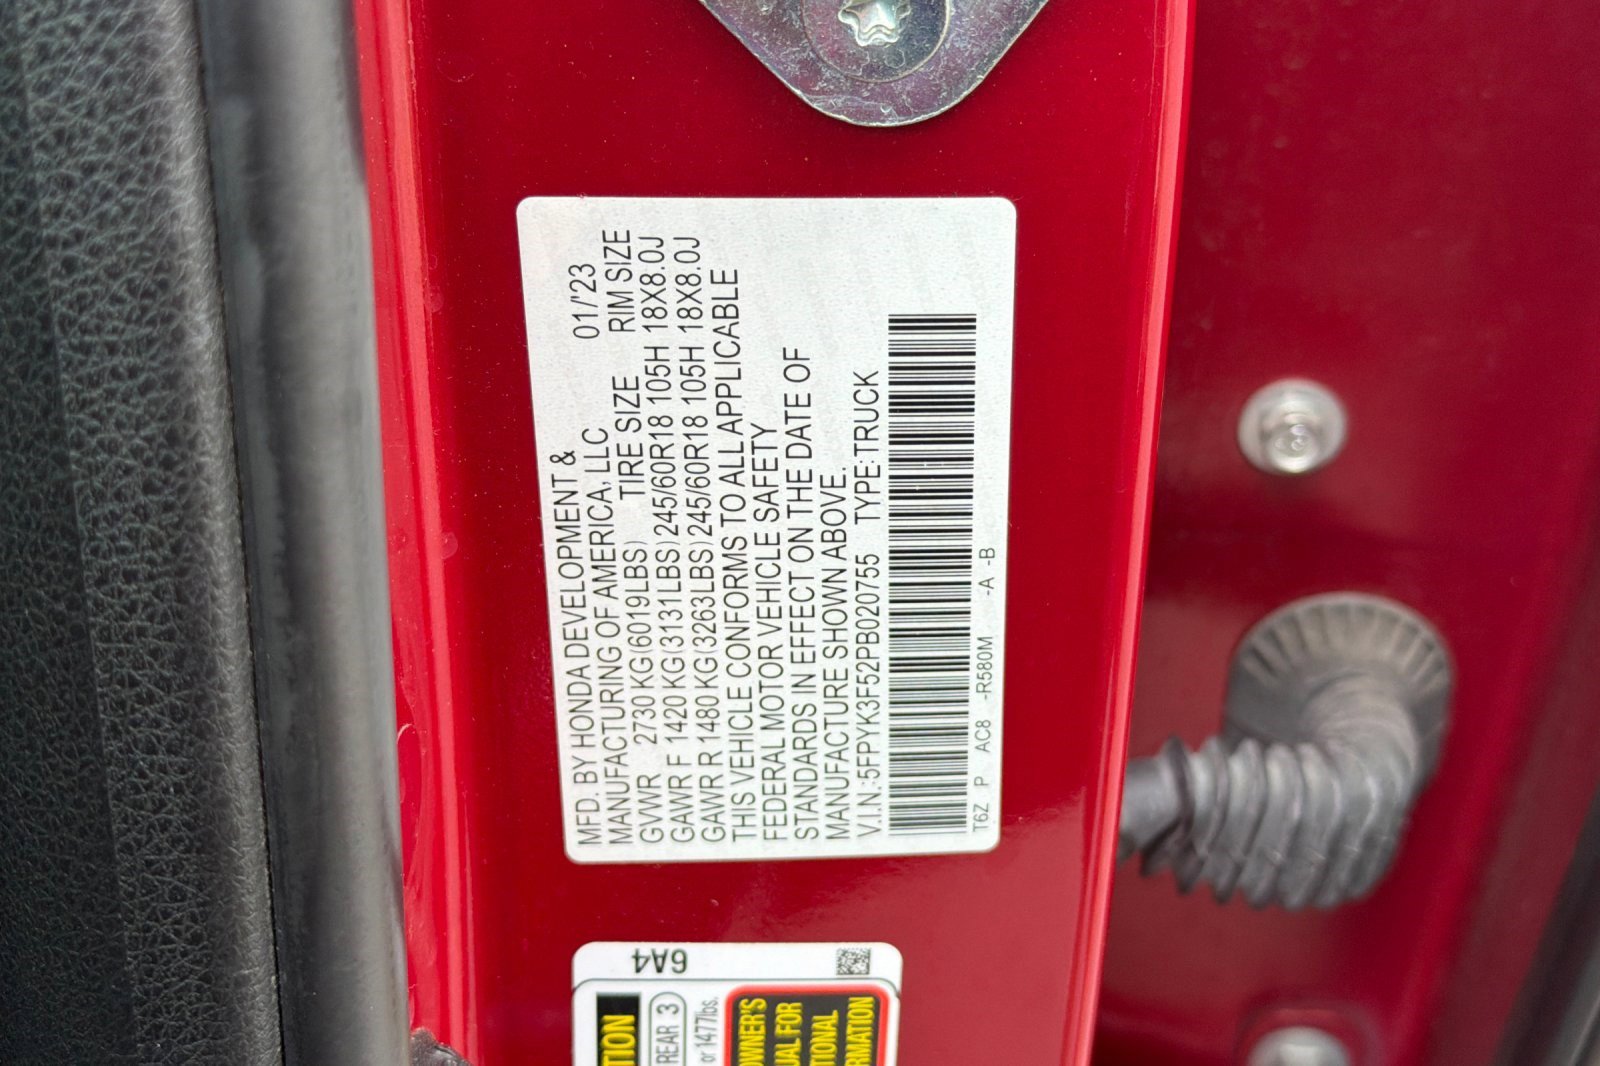 MFD. BY HONDA DEVELOPMENT &
MANUFACTURING OF AMERICA, LLC 01/'23
GVWR 2730 KG(6019LBS) TIRE SIZE RIM SIZE
GAWR F 1420 KG(3131LBS)245/60R18 105H 18X8.0J
GAWR R 1480 KG(3263LBS)245/60R18 105H 18X8.0J
THIS VEHICLE CONFORMS TO ALL APPLICABLE
FEDERAL MOTOR VEHICLE SAFETY
STANDARDS IN EFFECT ON THE DATE OF
MANUFACTURE SHOWN ABOVE.
V.I.N.:5FPYK3F52PB020755 TYPE:TRUCK
T6Z P AC8 -R580M -A -B
6A4
TION
REAR 3
or 1477lbs.
OWNER'S
UAL FOR
TIONAL
RMATION